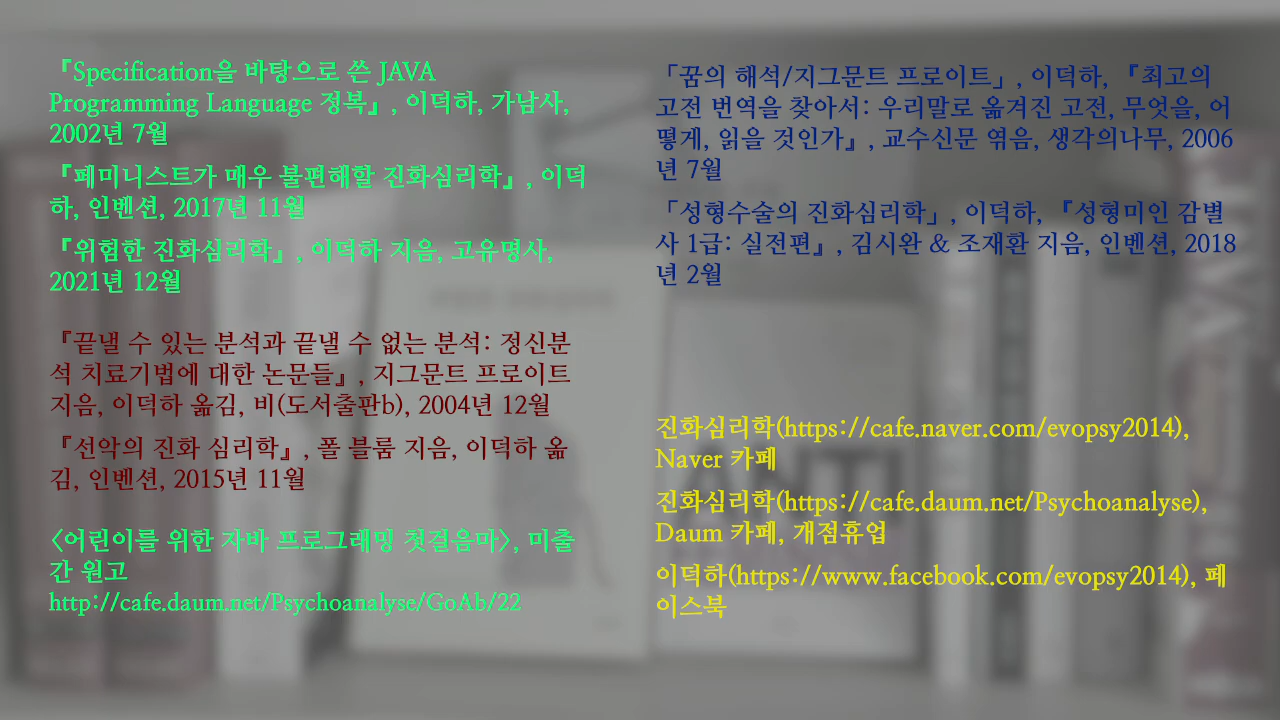 『Specification을 바탕으로 쓴 JAVA
Programming Language 정복』, 이덕하, 가남사,
2002년 7월
『페미니스트가 매우 불편해할 진화심리학』, 이덕
하, 인벤션, 2017년 11월
『위험한 진화심리학』, 이덕하 지음, 고유명사,
2021년 12월
『끝낼 수 있는 분석과 끝낼 수 없는 분석: 정신분
석 치료기법에 대한 논문들』, 지그문트 프로이트
지음, 이덕하 옮김, 비(도서출판b), 2004년 12월
『선악의 진화 심리학』, 폴 블룸 지음, 이덕하 옮
김, 인벤션, 2015년 11월
<어린이를 위한 자바 프로그래밍 첫걸음마>, 미출
간 원고
http://cafe.daum.net/Psychoanalyse/GoAb/22
「꿈의 해석/지그문트 프로이트」, 이덕하, 『최고의
고전 번역을 찾아서: 우리말로 옮겨진 고전, 무엇을, 어
떻게, 읽을 것인가』, 교수신문 엮음, 생각의나무, 2006
년 7월
「성형수술의 진화심리학」, 이덕하, 『성형미인 감별
사 1급: 실전편』, 김시완 & 조재환 지음, 인벤션, 2018
년 2월
진화심리학(https://cafe.naver.com/evopsy2014),
Naver 카페
진화심리학(https://cafe.daum.net/Psychoanalyse),
Daum 카페, 개점휴업
이덕하(https://www.facebook.com/evopsy2014), 페
이스북